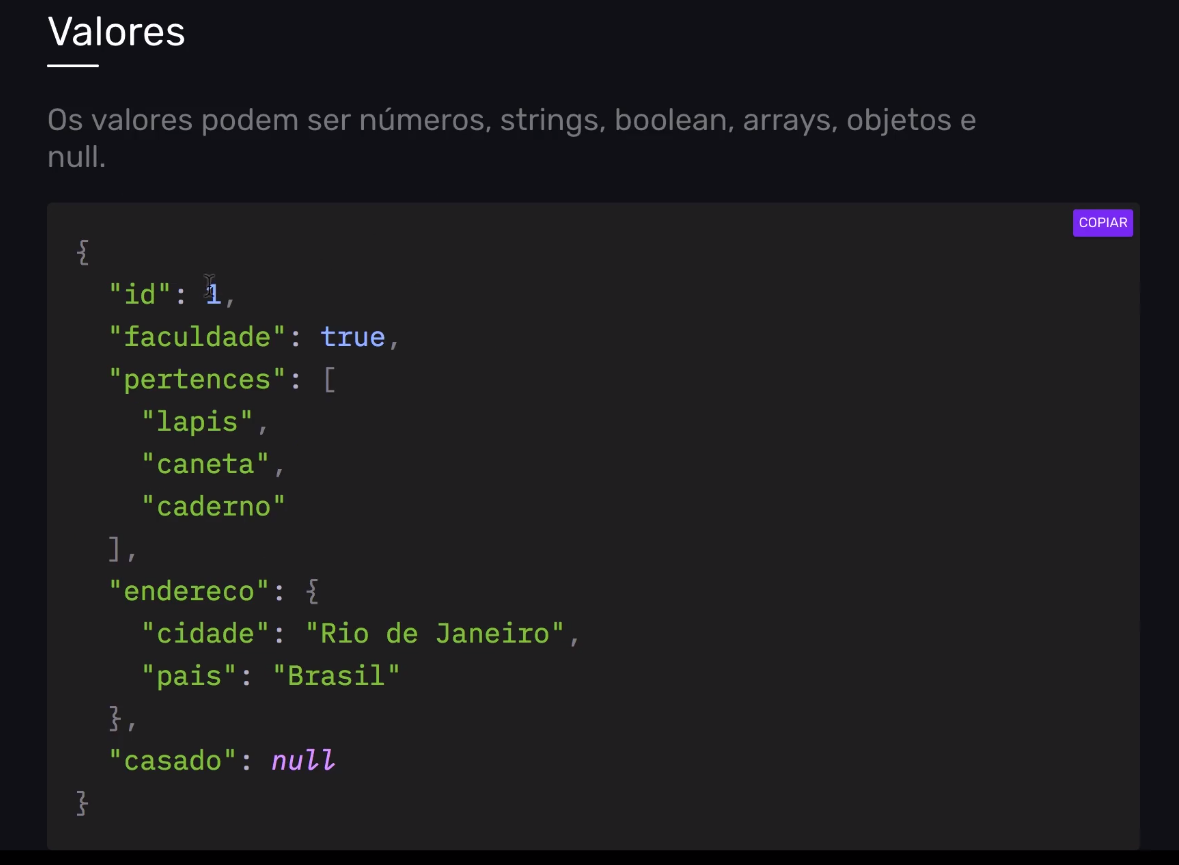 Valores
Os valores podem ser números, strings, boolean, arrays, objetos e
null.
COPIAR
{
"id": 1,
"faculdade": true,
"pertences": [
"lapis",
"caneta",
"caderno"
],
"endereco": {
"cidade": "Rio de Janeiro",
"pais": "Brasil"
},
"casado": null
}